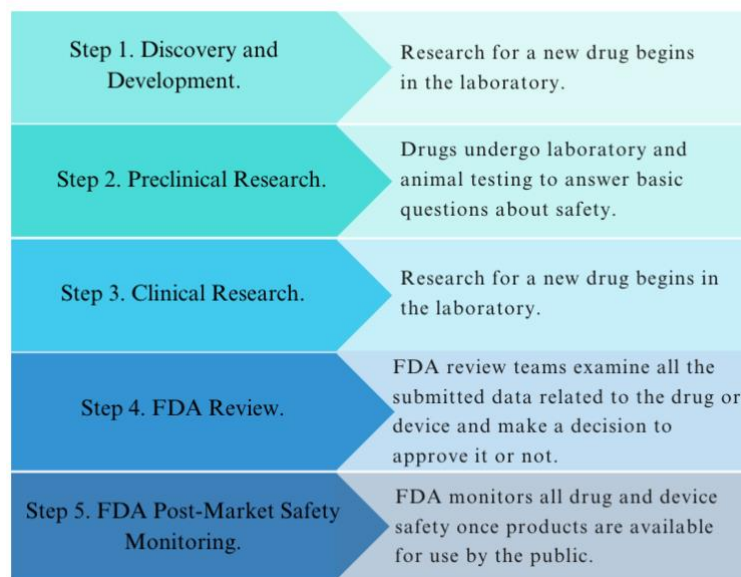 Step 1. Discovery and
Development.
Research for a new drug begins
in the laboratory.
Step 2. Preclinical Research.
Drugs undergo laboratory and
animal testing to answer basic
questions about safety.
Step 3. Clinical Research.
Research for a new drug begins in
the laboratory.
Step 4. FDA Review.
FDA review teams examine all the
submitted data related to the drug or
device and make a decision to
approve it or not.
Step 5. FDA Post-Market Safety
Monitoring.
FDA monitors all drug and device
safety once products are available
for use by the public.